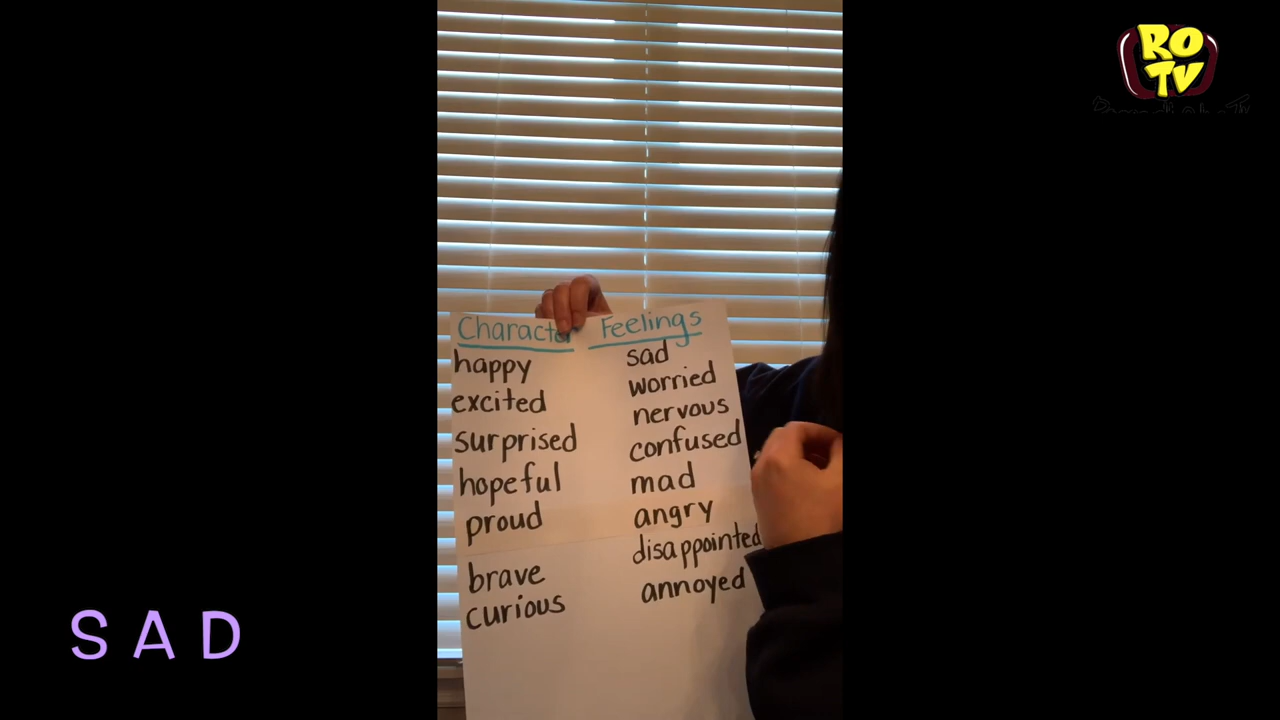 RO
TV
Character Feelings
happy
excited
surprised
hopeful
proud
brave
curious
sad
worried
nervous
confused
mad
angry
disappointed
annoyed
SAD